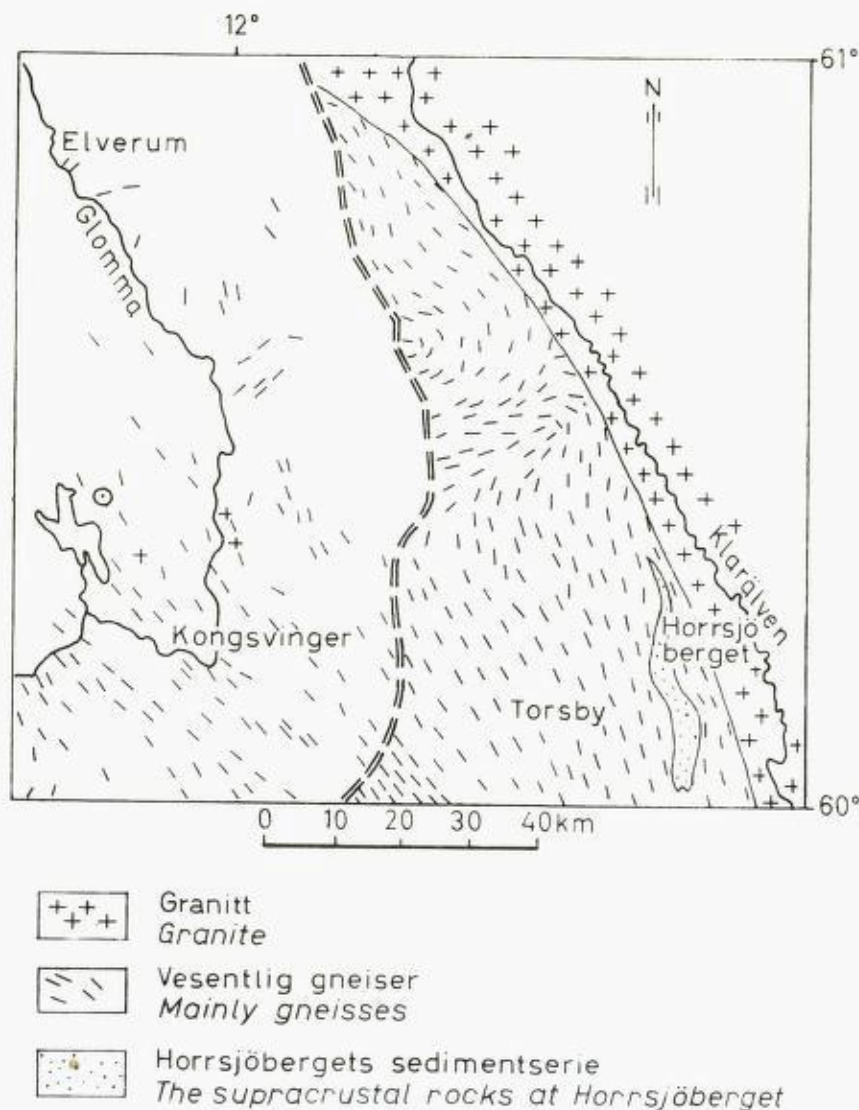 12°
61°
N
Elverum
Glomma
Klarälven
Kongsvinger
Horrsjö
berget
Torsby
60°
0 10 20 30 40km
Granitt
Granite
Vesentlig gneiser
Mainly gneisses
Horrsjöbergets sedimentserie
The supracrustal rocks at Horrsjöberget